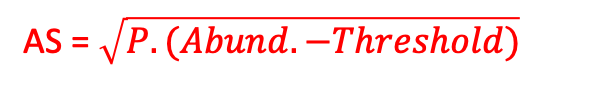 AS = √P. (Abund. −Threshold)